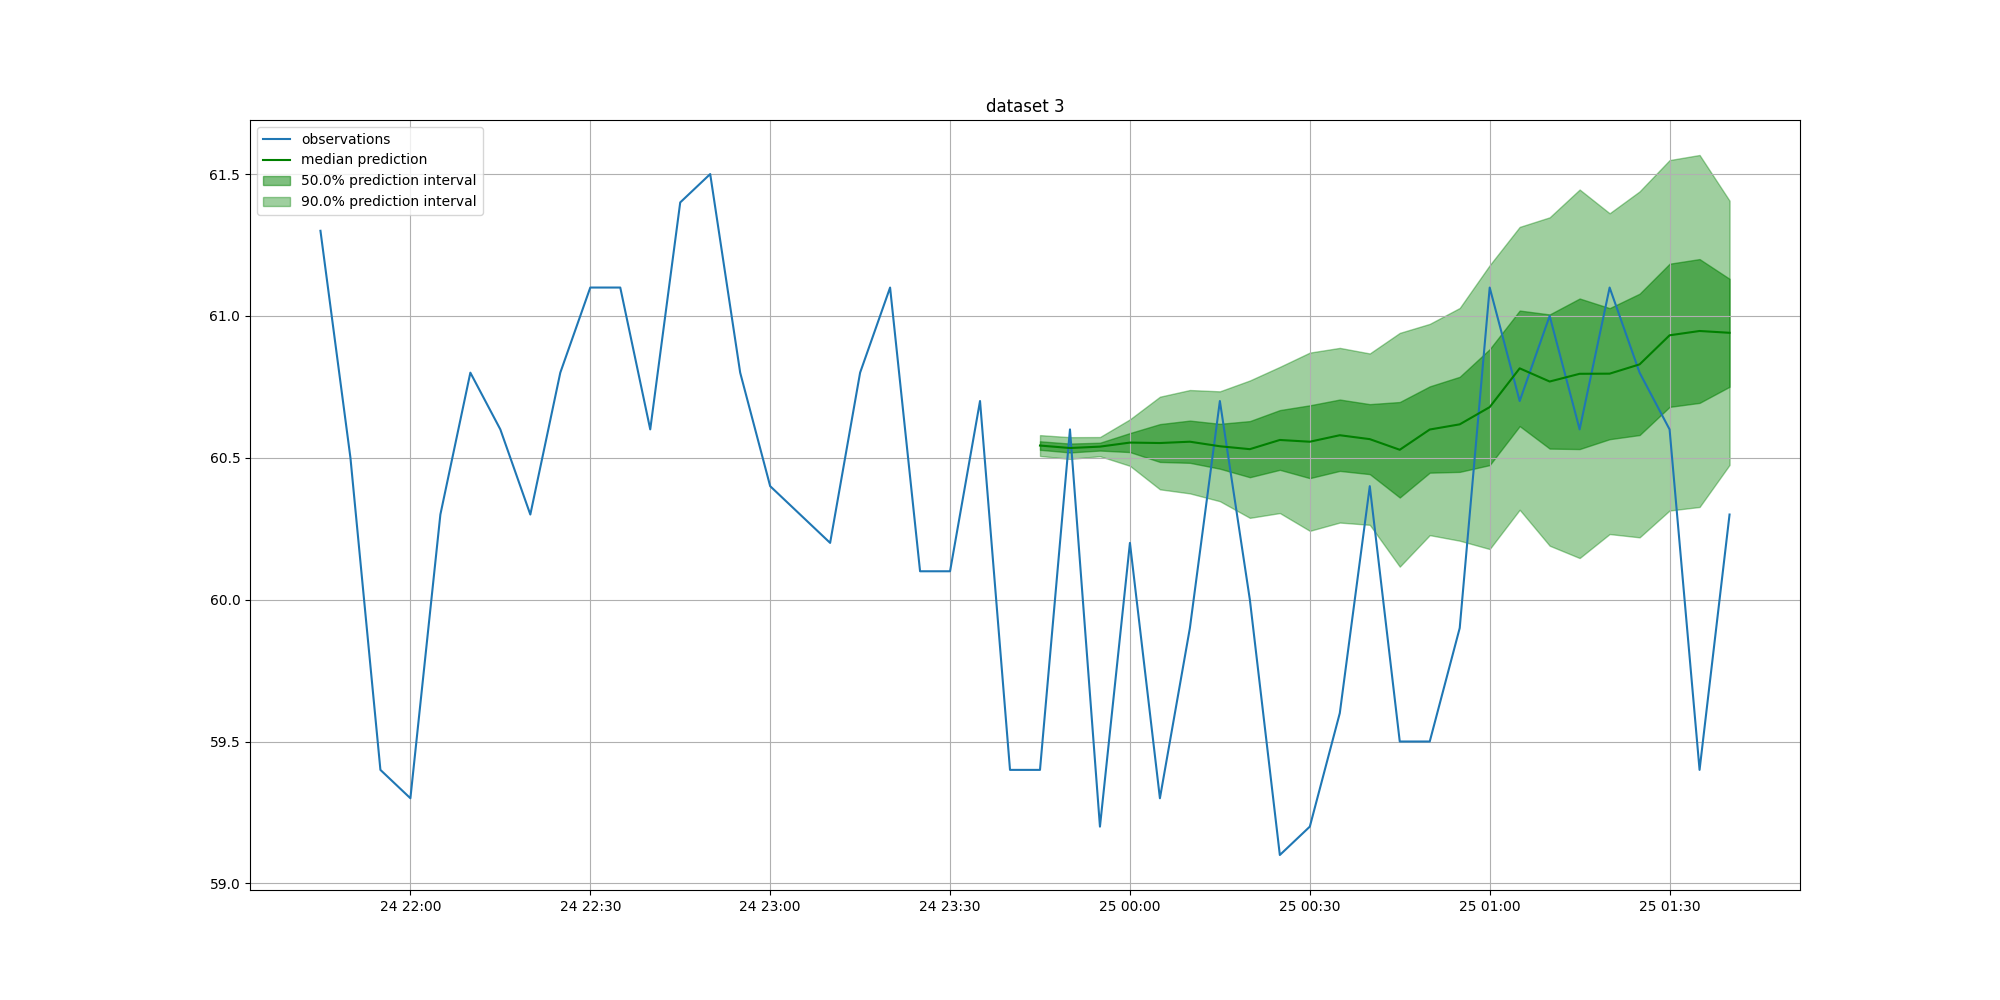 dataset 3
observations
median prediction
50.0% prediction interval
90.0% prediction interval
61.5
61.0
60.5
60.0
59.5
59.0
24 22:00
24 22:30
24 23:00
24 23:30
25 00:00
25 00:30
25 01:00
25 01:30